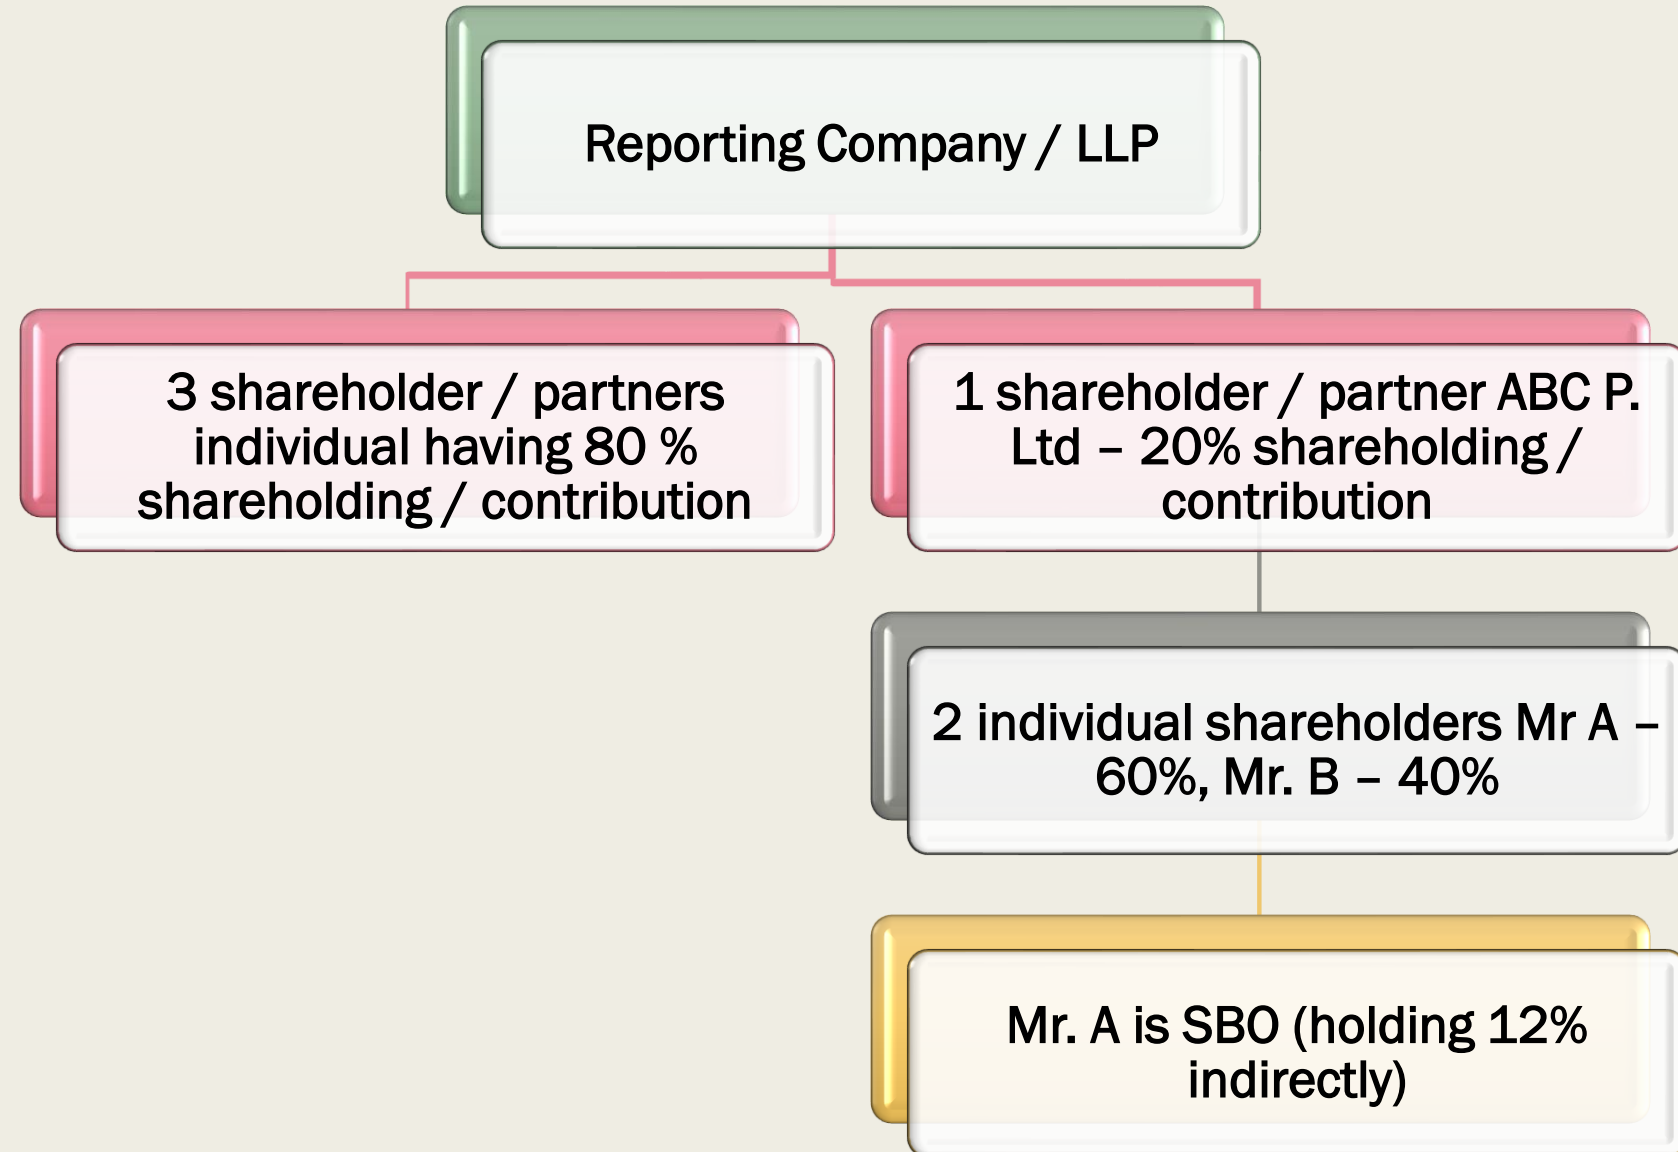 Reporting Company / LLP
3 shareholder / partners
individual having 80 %
shareholding / contribution
1 shareholder / partner ABC P.
Ltd – 20% shareholding /
contribution
2 individual shareholders Mr A –
60%, Mr. B – 40%
Mr. A is SBO (holding 12%
indirectly)